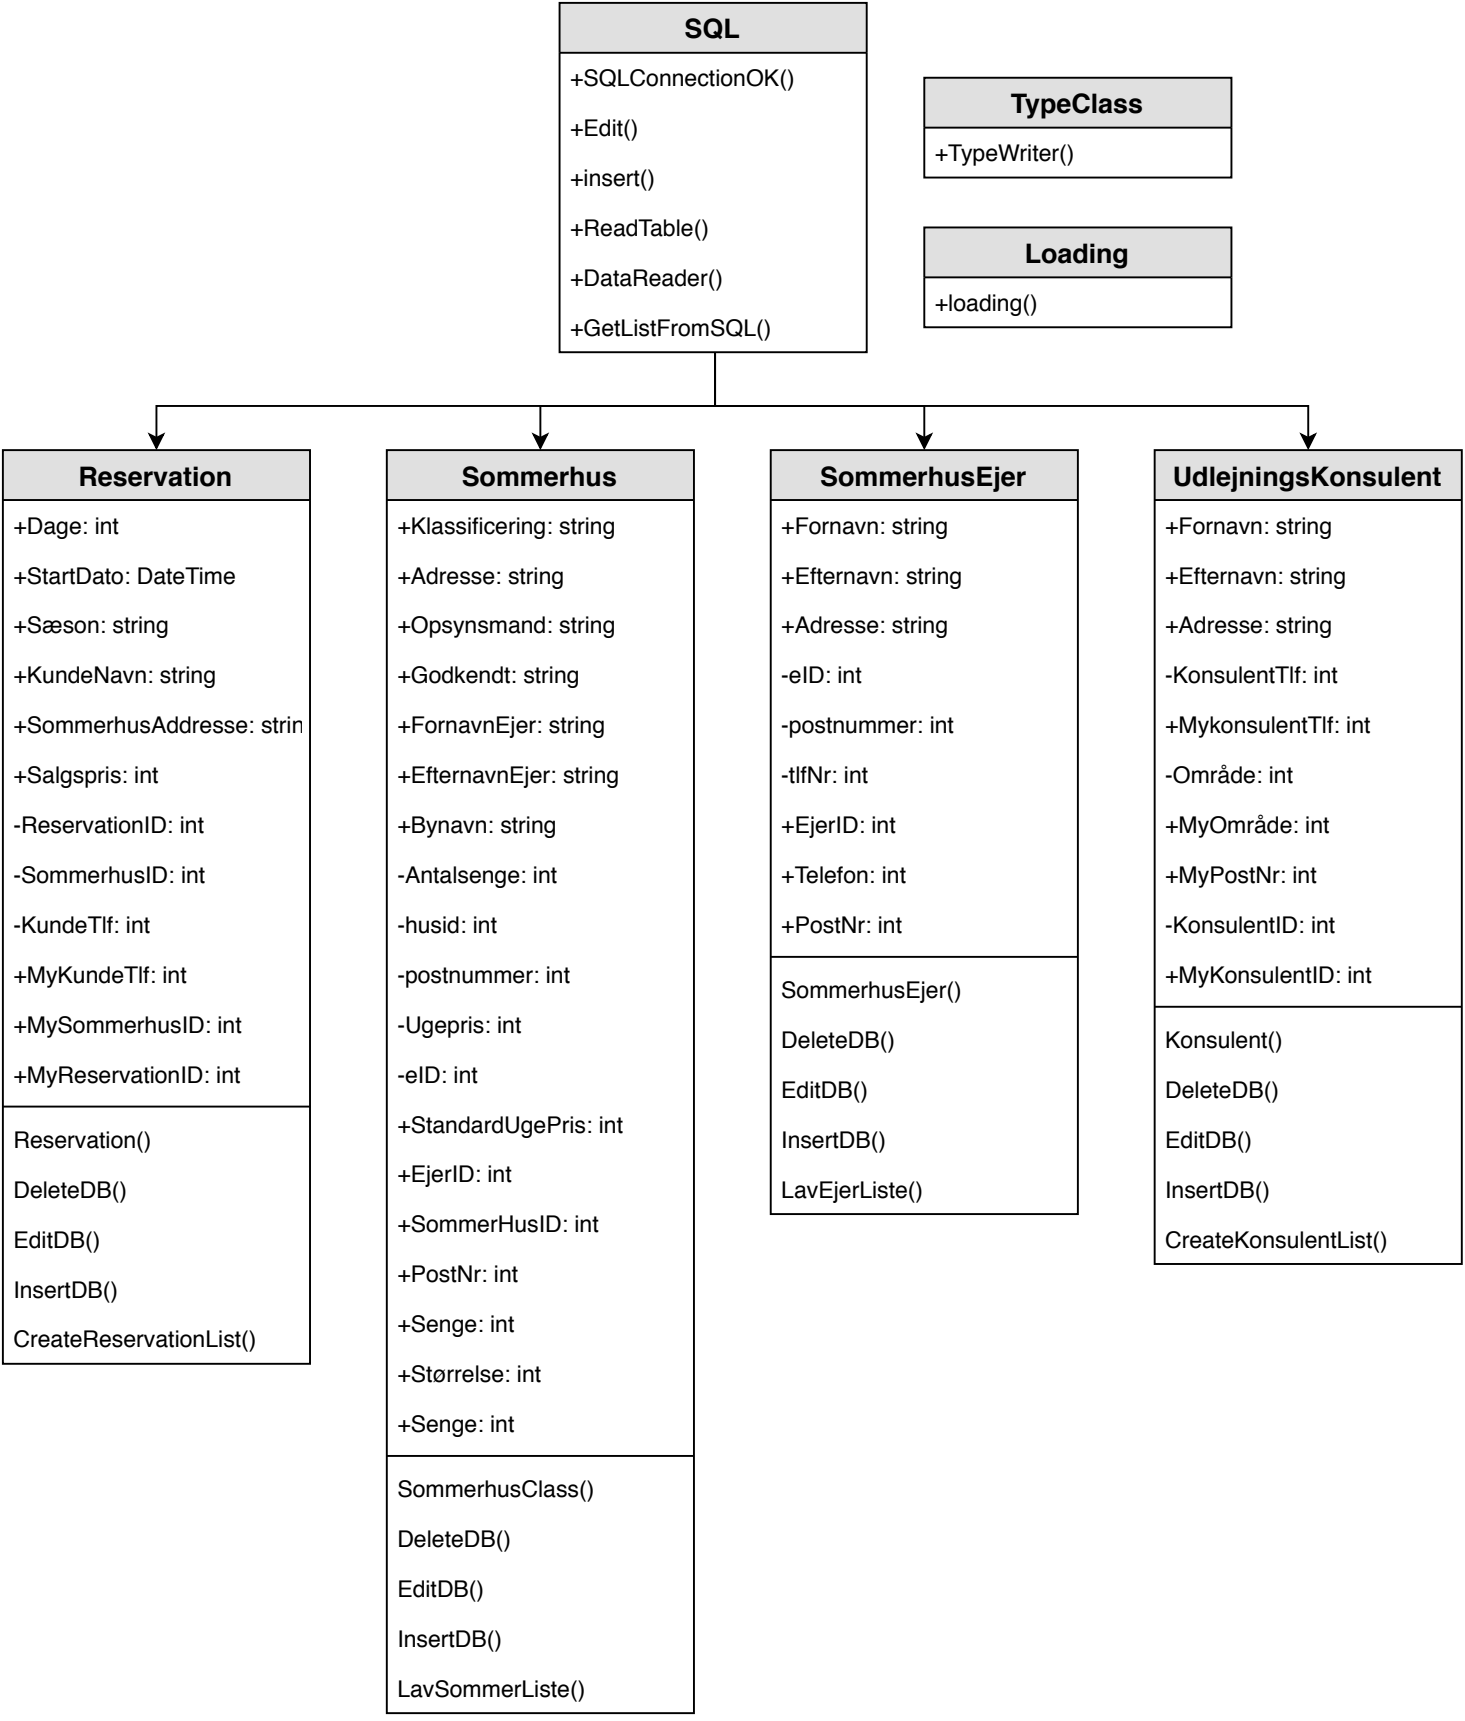 SQL
+SQLConnectionOK()
+Edit()
+insert()
+ReadTable()
+DataReader()
+GetListFromSQL()
TypeClass
+TypeWriter()
Loading
+loading()
Reservation
+Dage: int
+StartDato: DateTime
+Sæson: string
+KundeNavn: string
+SommerhusAddresse: strin
+Salgspris: int
-ReservationID: int
-SommerhusID: int
-KundeTlf: int
+MyKundeTlf: int
+MySommerhusID: int
+MyReservationID: int
Reservation()
DeleteDB()
EditDB()
InsertDB()
CreateReservationList()
Sommerhus
+Klassificering: string
+Adresse: string
+Opsynsmand: string
+Godkendt: string
+FornavnEjer: string
+EfternavnEjer: string
+Bynavn: string
-Antalsenge: int
-husid: int
-postnummer: int
-Ugepris: int
-eID: int
+StandardUgePris: int
+EjerID: int
+SommerHusID: int
+PostNr: int
+Senge: int
+Størrelse: int
+Senge: int
SommerhusClass()
DeleteDB()
EditDB()
InsertDB()
LavSommerListe()
SommerhusEjer
+Fornavn: string
+Efternavn: string
+Adresse: string
-eID: int
-postnummer: int
-tlfNr: int
+EjerID: int
+Telefon: int
+PostNr: int
SommerhusEjer()
DeleteDB()
EditDB()
InsertDB()
LavEjerListe()
UdlejningsKonsulent
+Fornavn: string
+Efternavn: string
+Adresse: string
-KonsulentTlf: int
+MykonsulentTlf: int
-Område: int
+MyOmråde: int
+MyPostNr: int
-KonsulentID: int
+MyKonsulentID: int
Konsulent()
DeleteDB()
EditDB()
InsertDB()
CreateKonsulentList()